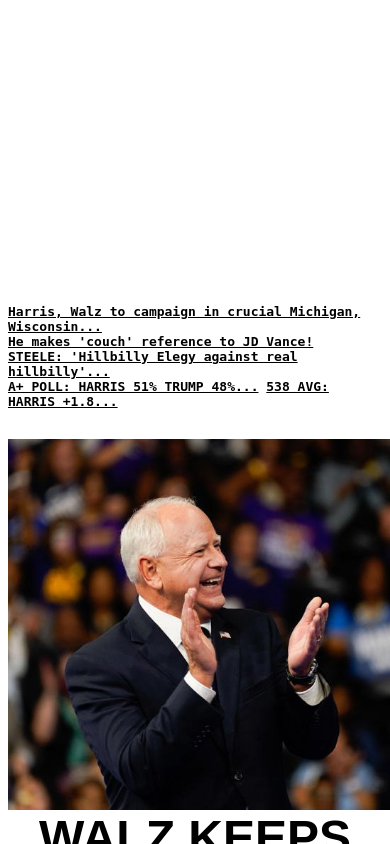 Harris, Walz to campaign in crucial Michigan,
Wisconsin...
He makes 'couch' reference to JD Vance!
STEELE: 'Hillbilly Elegy against real
hillbilly'...
A+ POLL: HARRIS 51% TRUMP 48%... 538 AVG:
HARRIS +1.8...
WALZ KEEPS